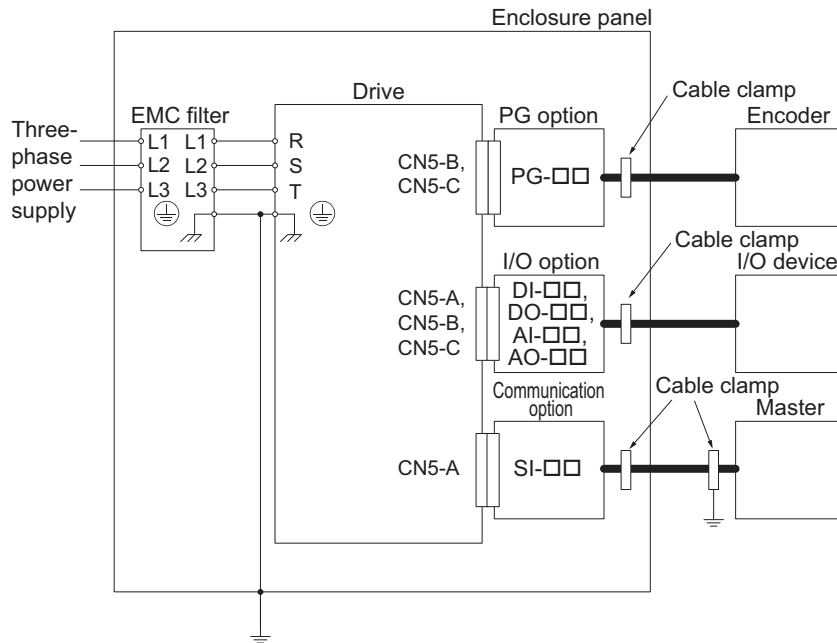 Enclosure panel
Drive
EMC filter
Three-
phase
power
supply
L1 L1
L2 L2
L3 L3
R
S
T
PG option
Cable clamp
Encoder
CN5-B,
CN5-C
PG-□□
I/O option
Cable clamp
I/O device
CN5-A,
CN5-B,
CN5-C
DI-□□,
DO-□□,
AI-□□,
AO-□□
Communication
option
Cable clamp
Master
CN5-A
SI-□□